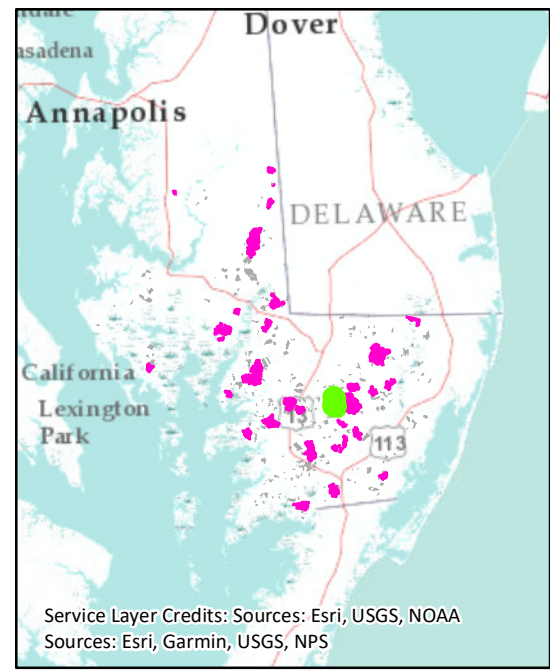 Dover
asadena
Annapolis
DELAWARE
California
Lexington
Park
13
113
Service Layer Credits: Sources: Esri, USGS, NOAA
Sources: Esri, Garmin, USGS, NPS